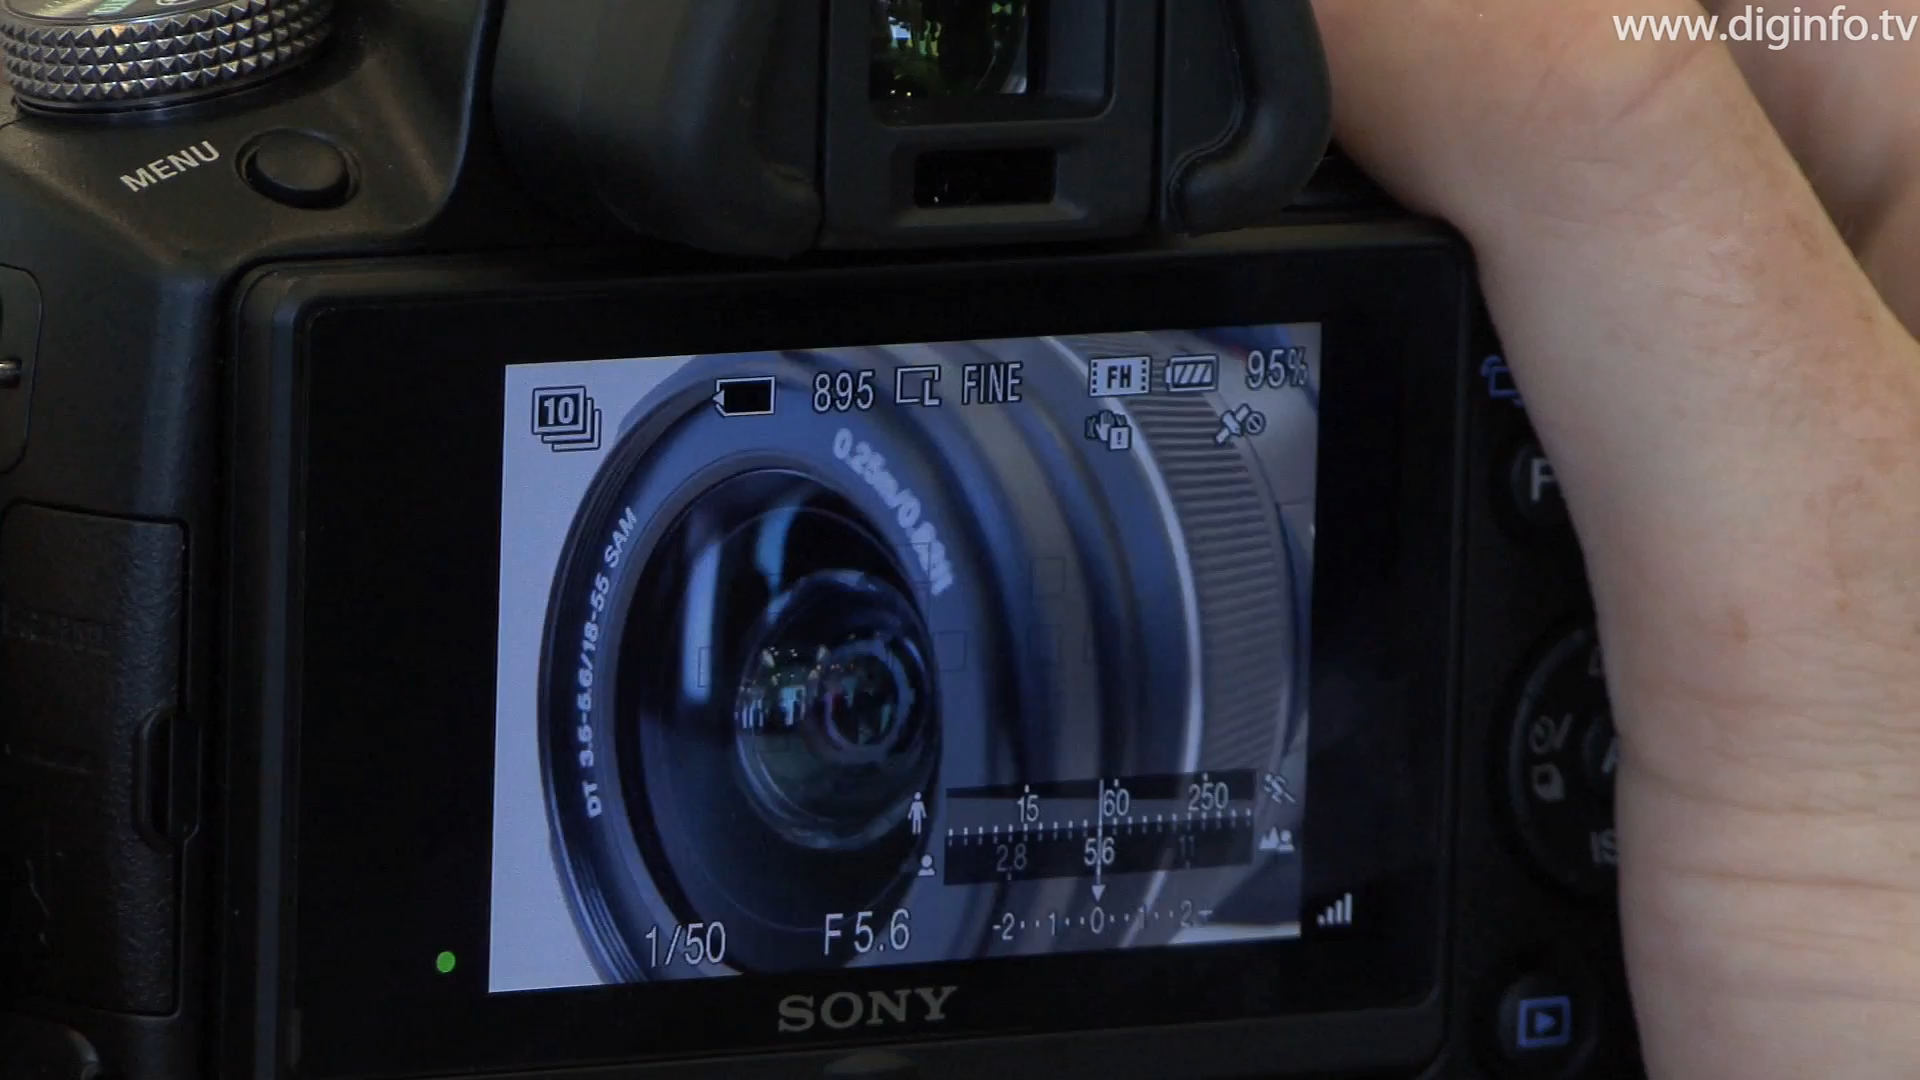 www.diginfo.tv
MENU
10
895 L FINE
FH
95%
DT 3.5-5.6/18-55 SAM
15 60 250
2.8 5.6 11
1/50
F5.6
-2··1··0··1··2+
SONY